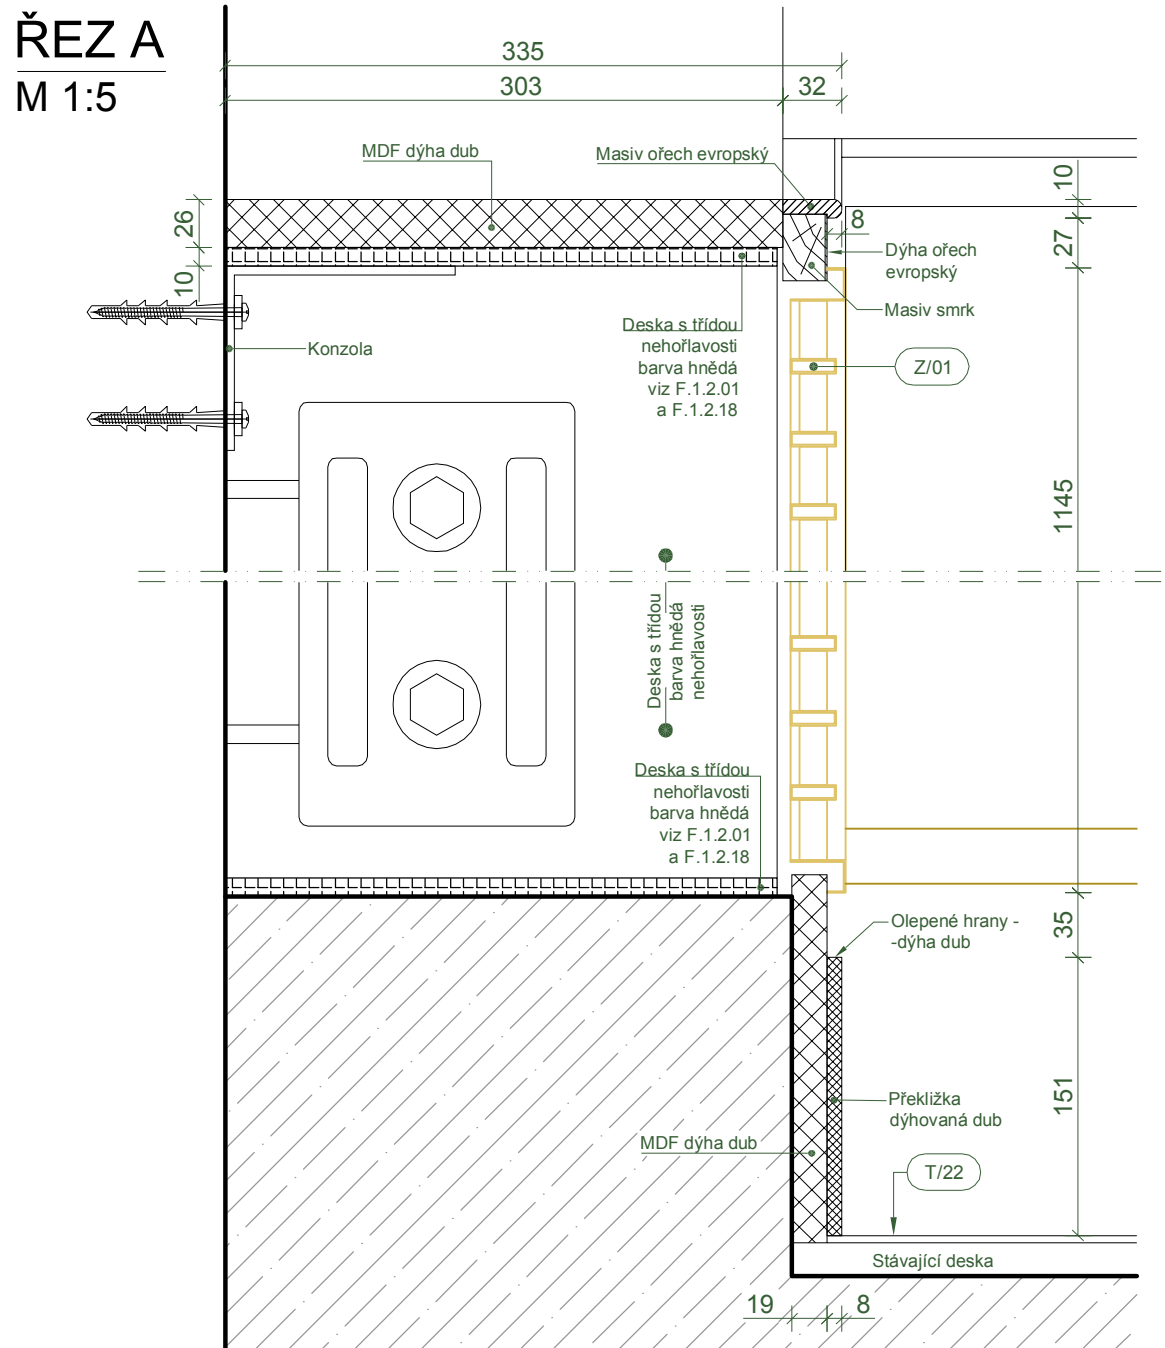 ŘEZ A
M 1:5
335
303
32
MDF dýha dub
Masiv ořech evropský
10
26
8
27
Dýha ořech
evropský
10
Masiv smrk
Deska s třídou
nehořlavosti
barva hnědá
viz F.1.2.01
a F.1.2.18
Konzola
Z/01
1145
Deska s třídou
barva hnědá
nehořlavosti
Deska s třídou
nehořlavosti
barva hnědá
viz F.1.2.01
a F.1.2.18
Olepené hrany -
-dýha dub
35
151
Překližka
dýhovaná dub
MDF dýha dub
T/22
Stávající deska
19
8